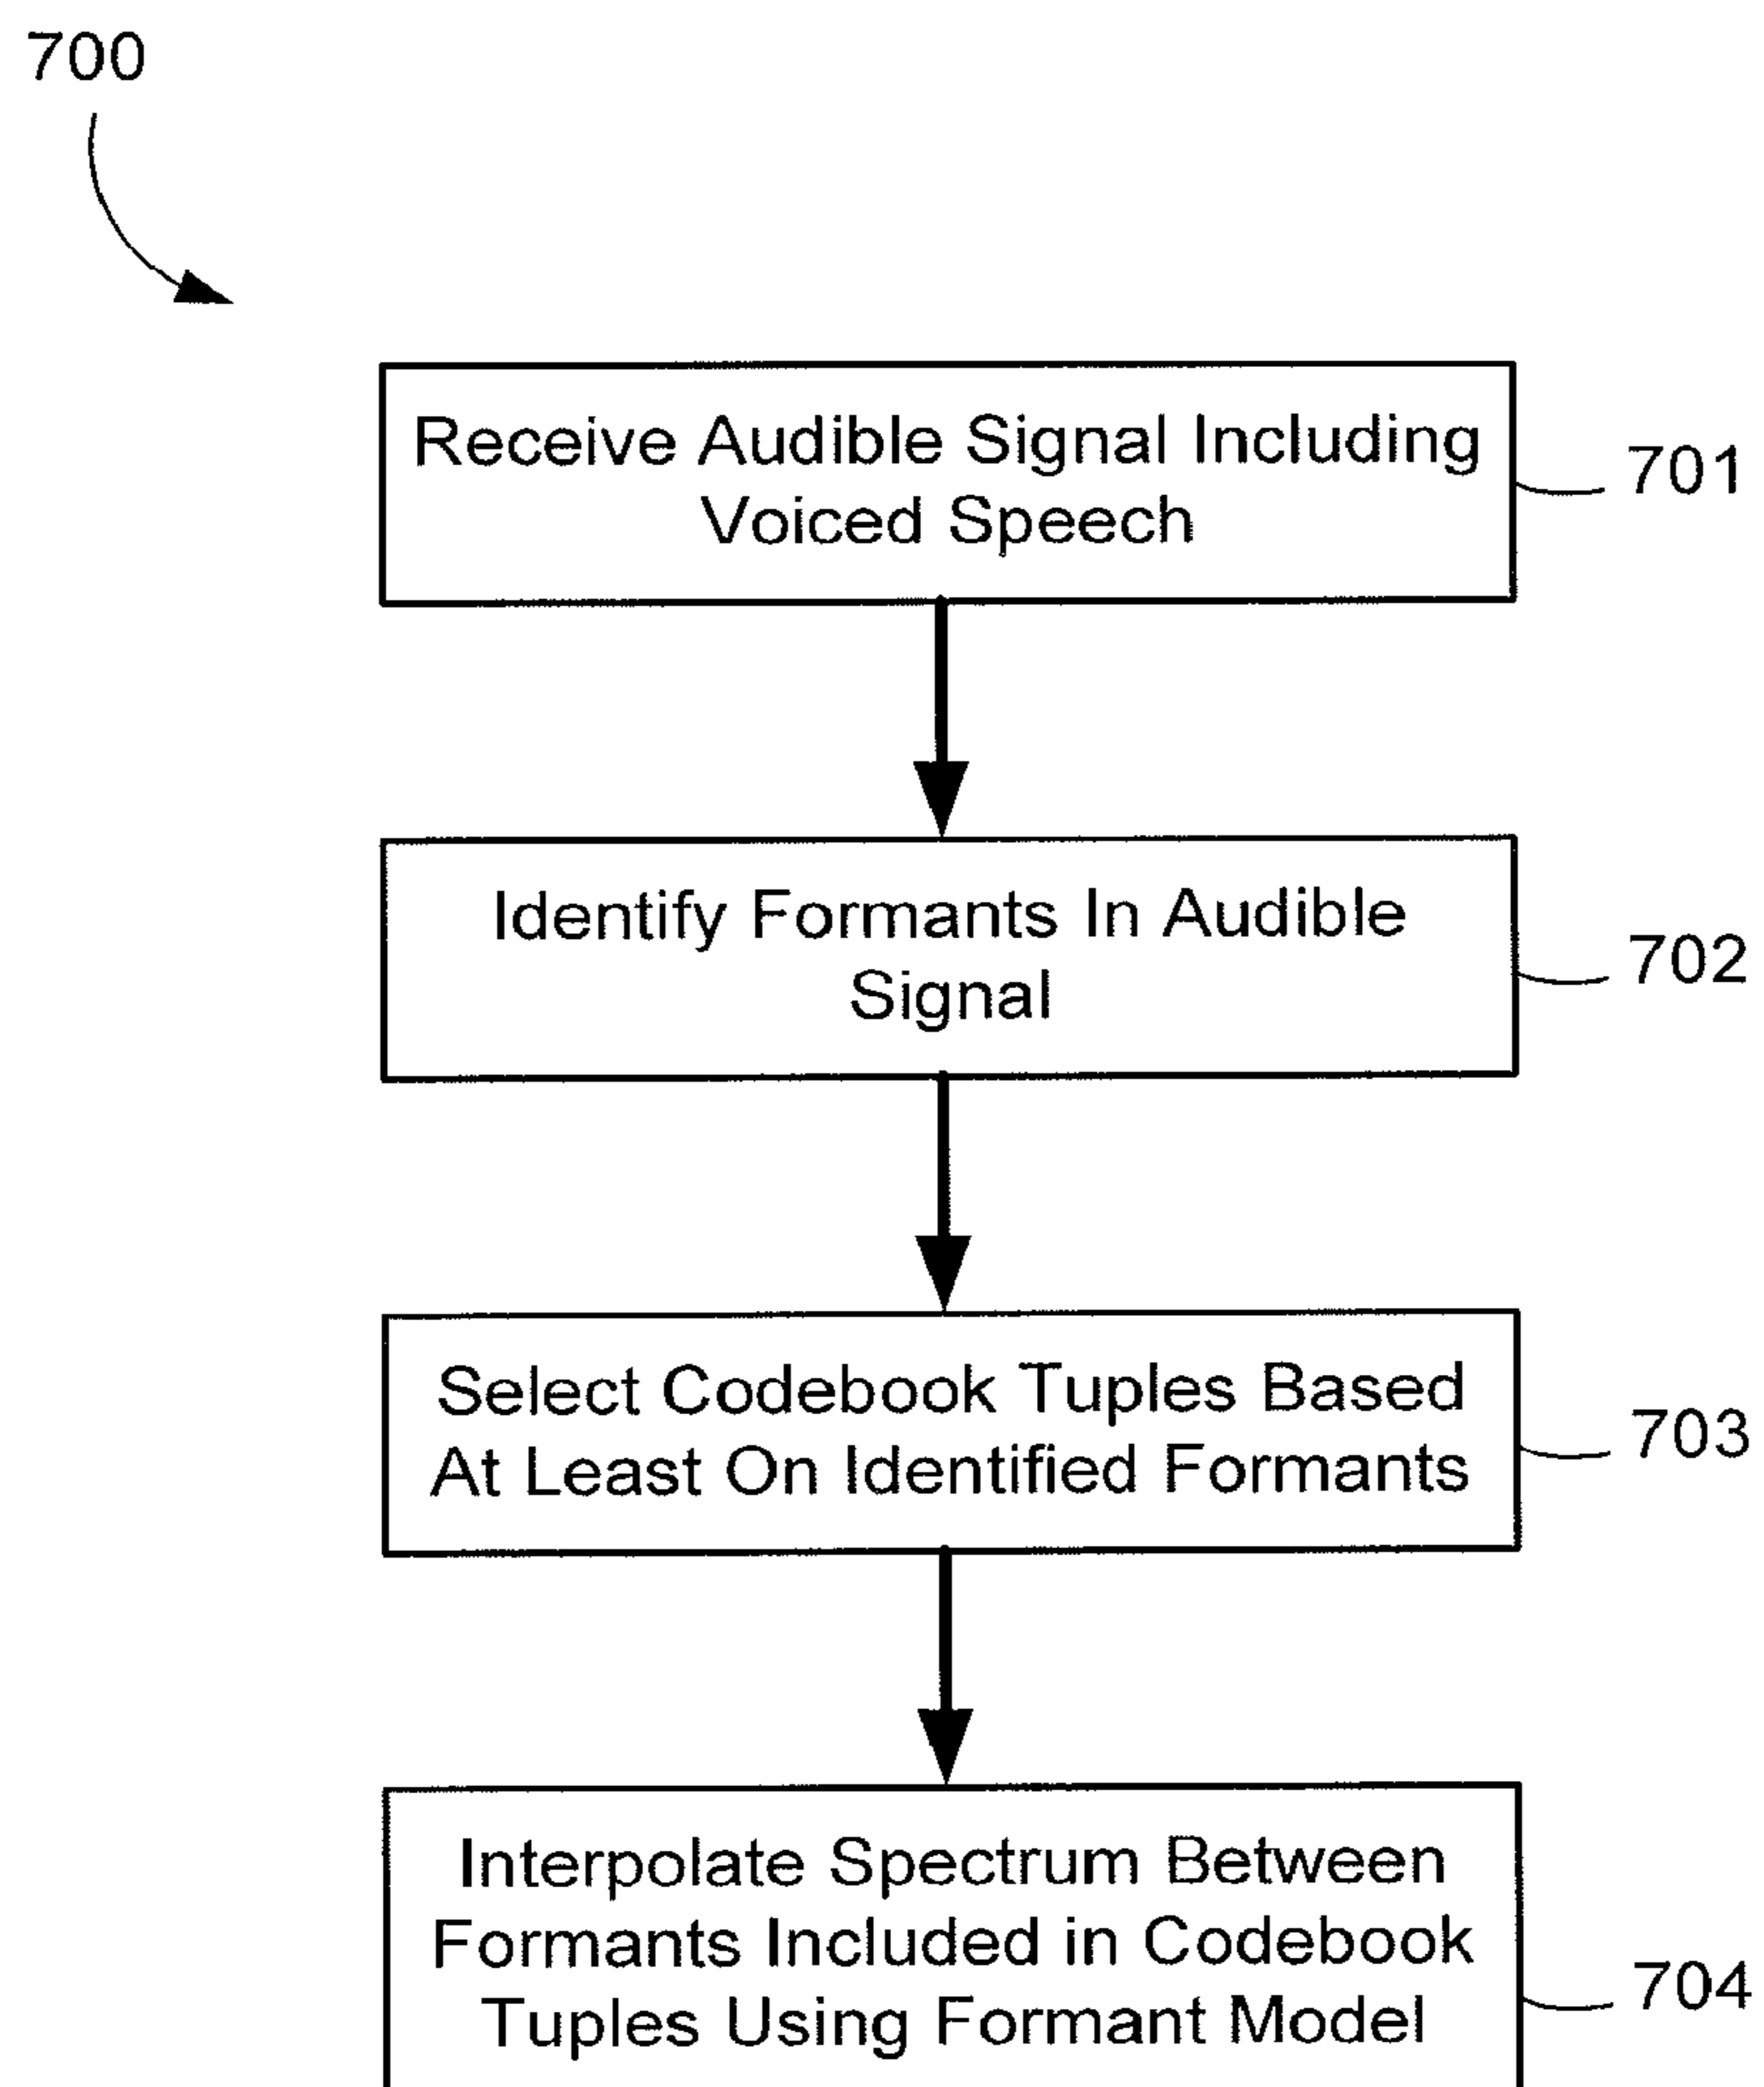 700
Receive Audible Signal Including
Voiced Speech
701
Identify Formants In Audible
Signal
702
Select Codebook Tuples Based
At Least On Identified Formants
703
Interpolate Spectrum Between
Formants Included in Codebook
Tuples Using Formant Model
704